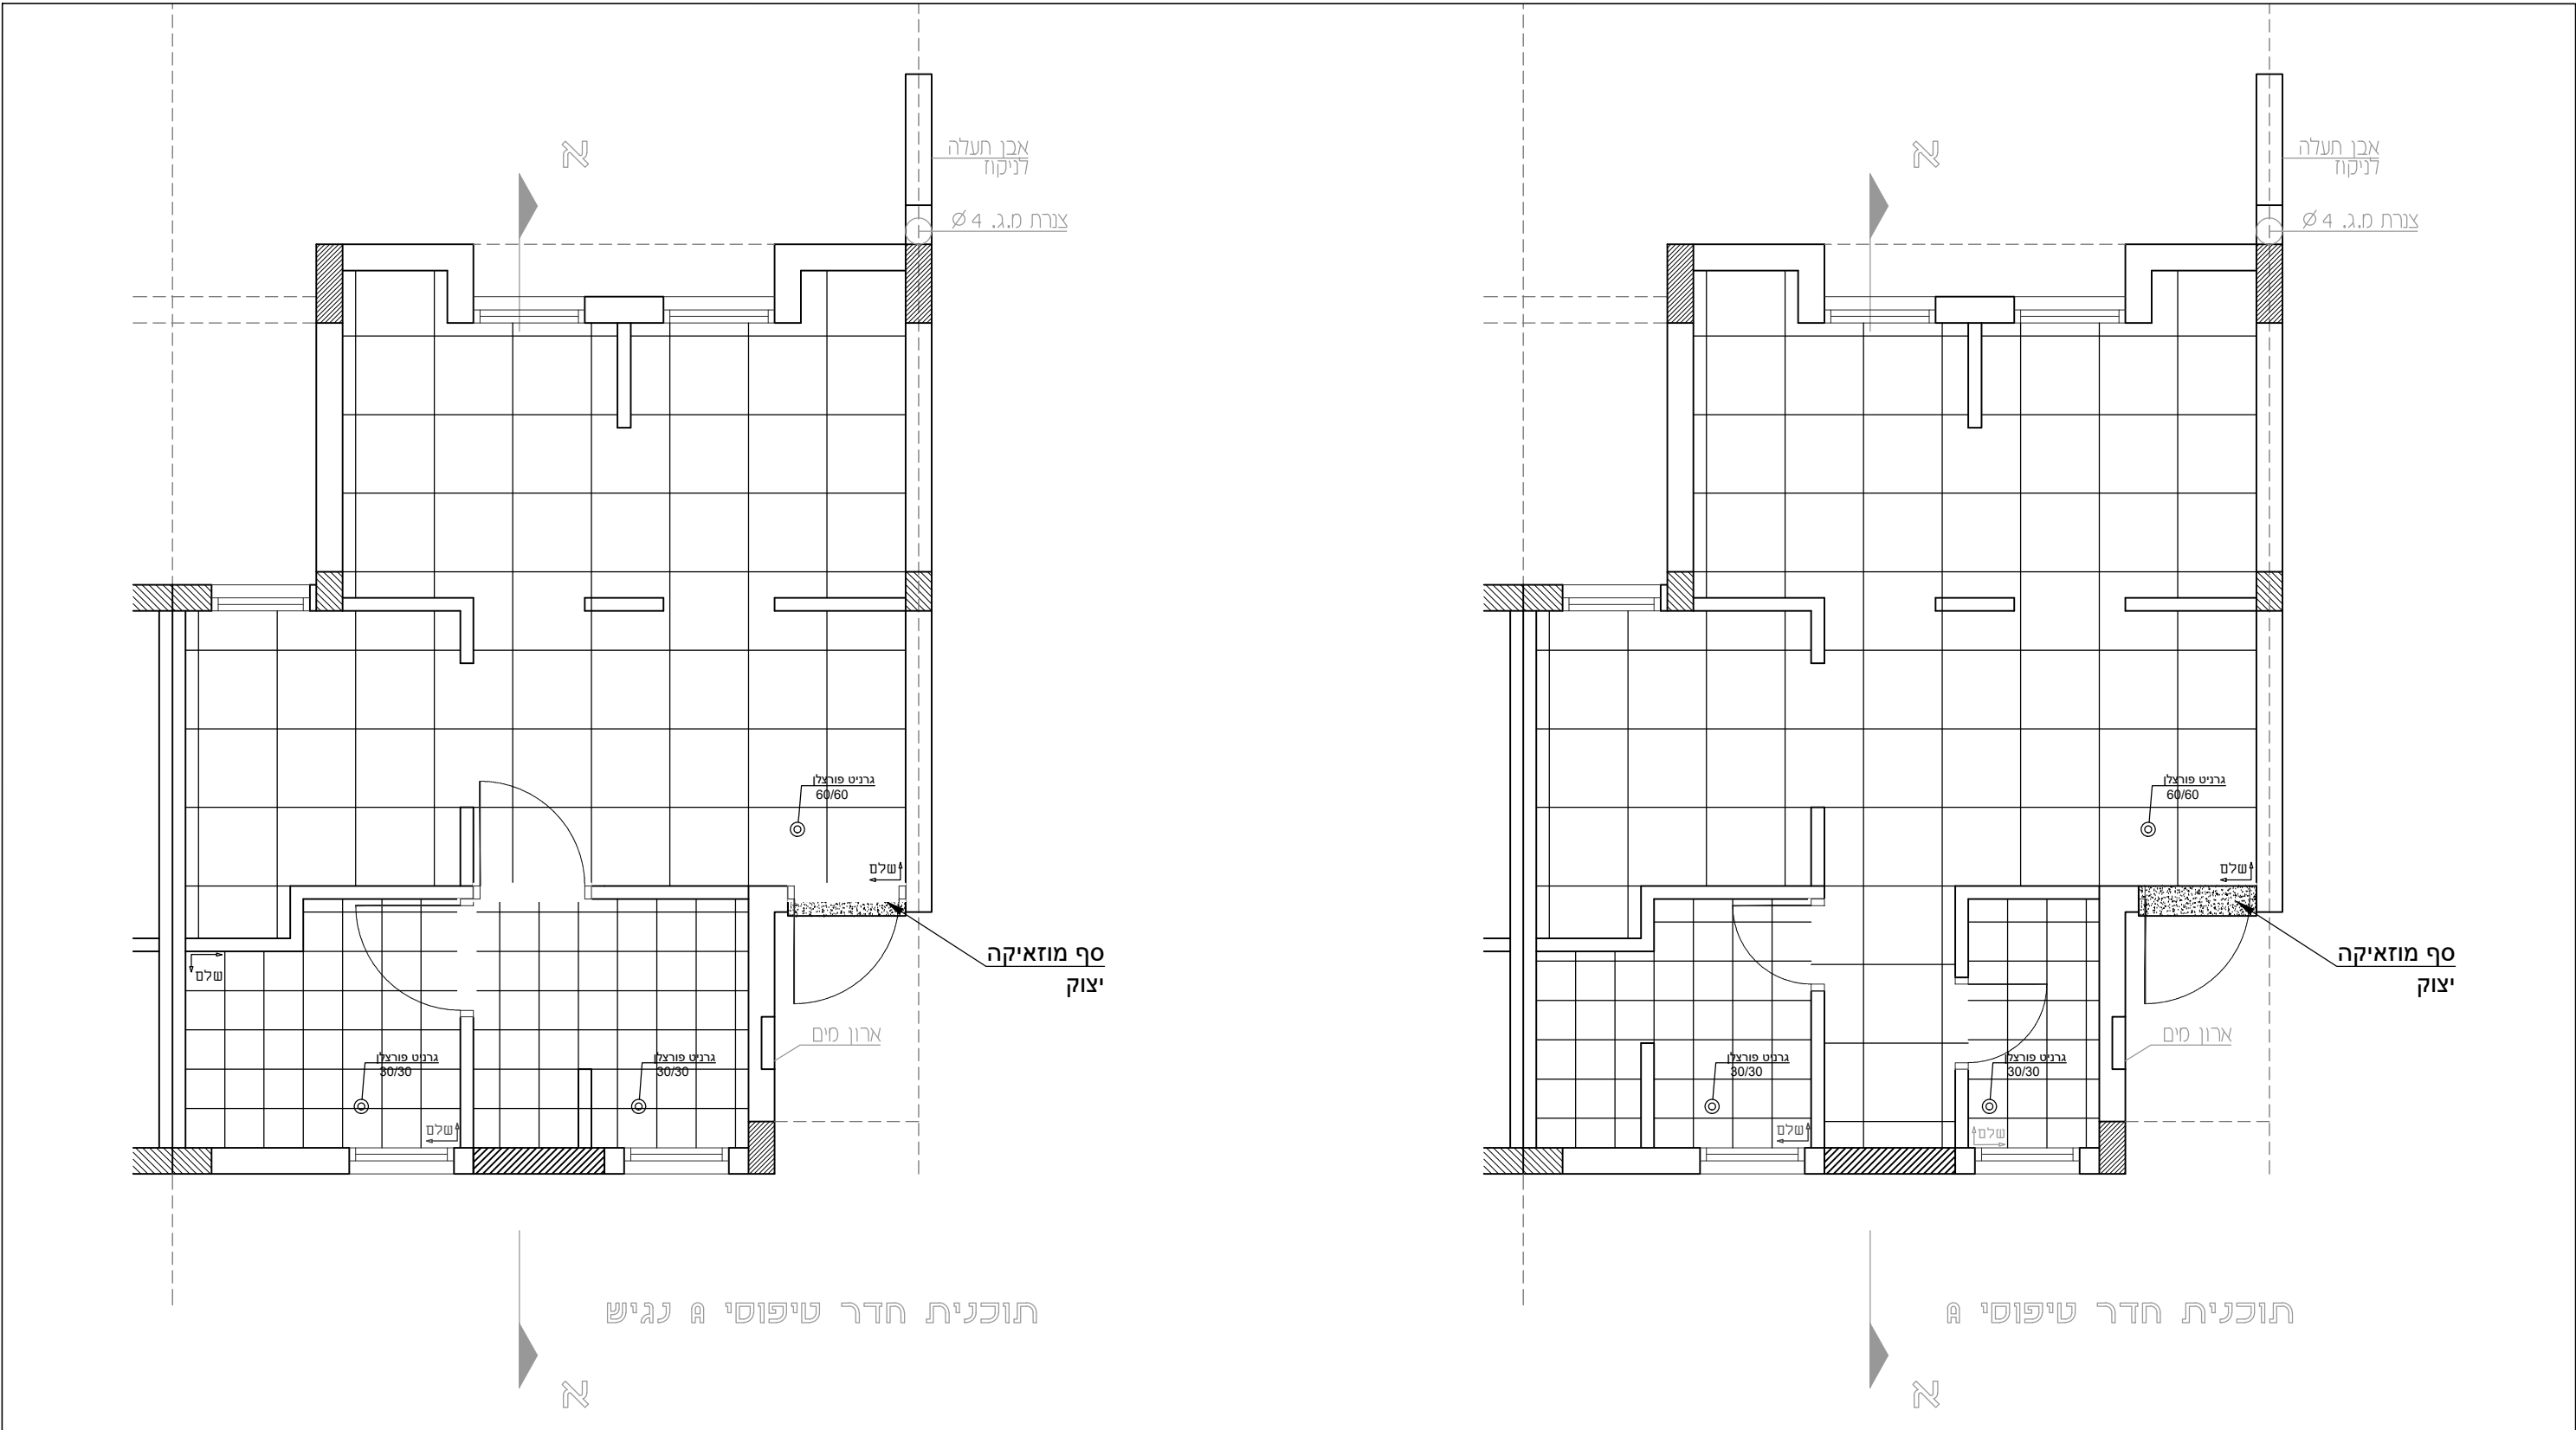 א
אבן תעלה
לניקוז
צנרת מ.ג. 4 Ø
גרניט פורצלן
60/60
שלם
סף מוזאיקה
יצוק
שלם
ארון מים
גרניט פורצלן
30/30
גרניט פורצלן
30/30
שלם
תוכנית חדר טיפוסי A נגיש
א
א
אבן תעלה
לניקוז
צנרת מ.ג. 4 Ø
גרניט פורצלן
60/60
שלם
סף מוזאיקה
יצוק
ארון מים
גרניט פורצלן
30/30
גרניט פורצלן
30/30
שלם
שלם
תוכנית חדר טיפוסי A
א